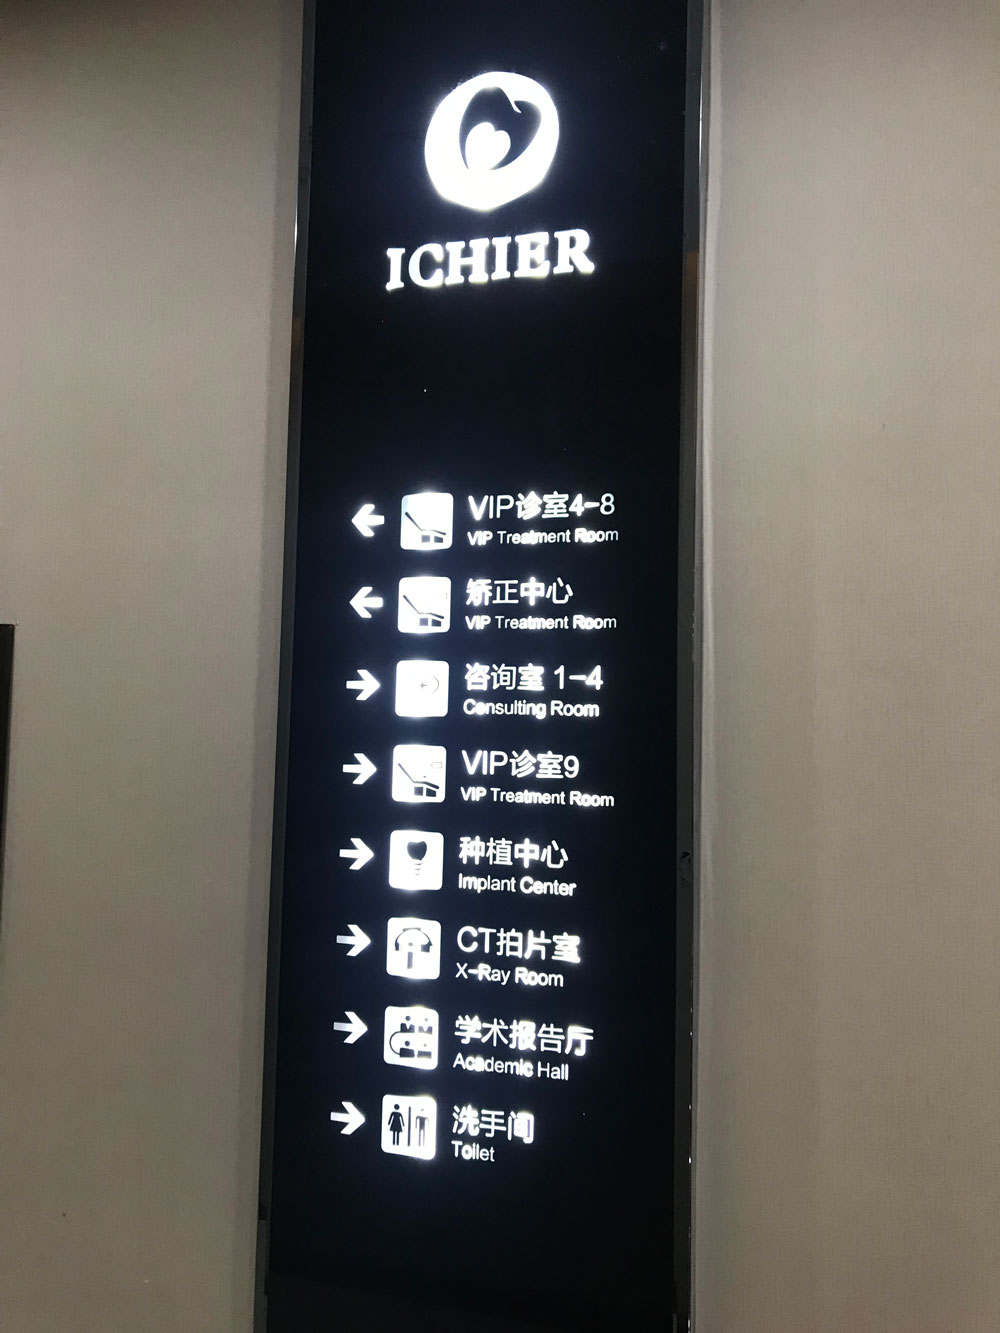 ICHIER
VIP诊室4-8
VIP Treatment Room
矫正中心
VIP Treatment Room
咨询室 1-4
Consulting Room
VIP诊室9
VIP Treatment Room
种植中心
Implant Center
CT拍片室
X-Ray Room
学术报告厅
Academic Hall
洗手间
Toilet